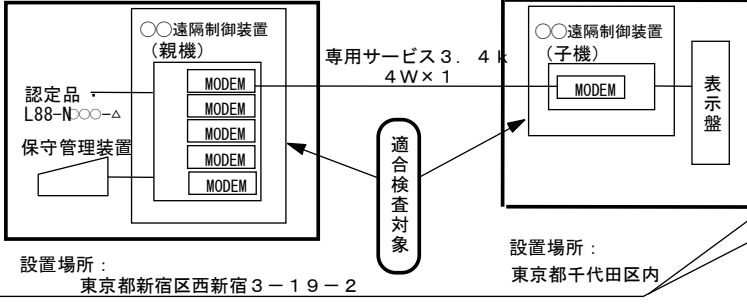 ○○遠隔制御装置
(親機)
MODEM
MODEM
MODEM
MODEM
MODEM
認定品
L88-N○○○-△
保守管理装置
設置場所：
東京都新宿区西新宿３－１９－２
専用サービス３．４ｋ
４Ｗ×１
適合検査対象
○○遠隔制御装置
(子機)
MODEM
表示盤
設置場所：
東京都千代田区内